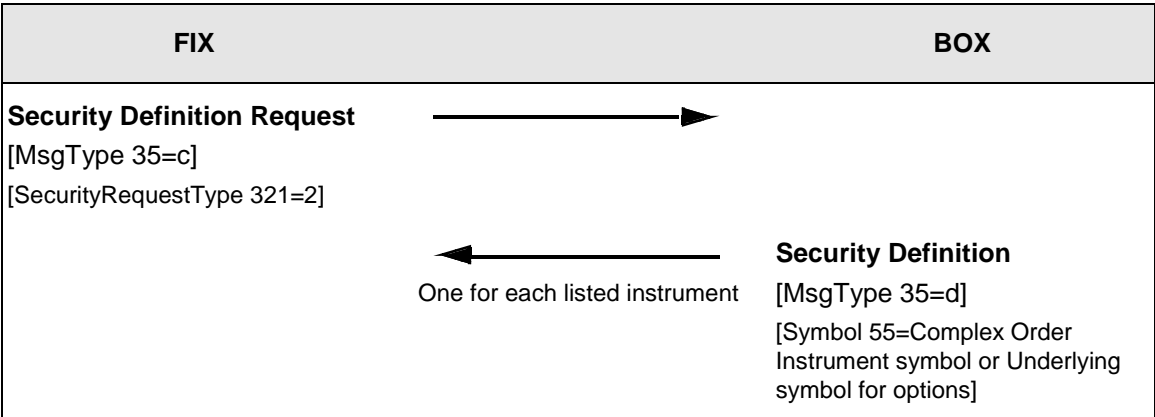 FIX
BOX
Security Definition Request
[MsgType 35=c]
[SecurityRequestType 321=2]
Security Definition
One for each listed instrument
[MsgType 35=d]
[Symbol 55=Complex Order
Instrument symbol or Underlying
symbol for options]